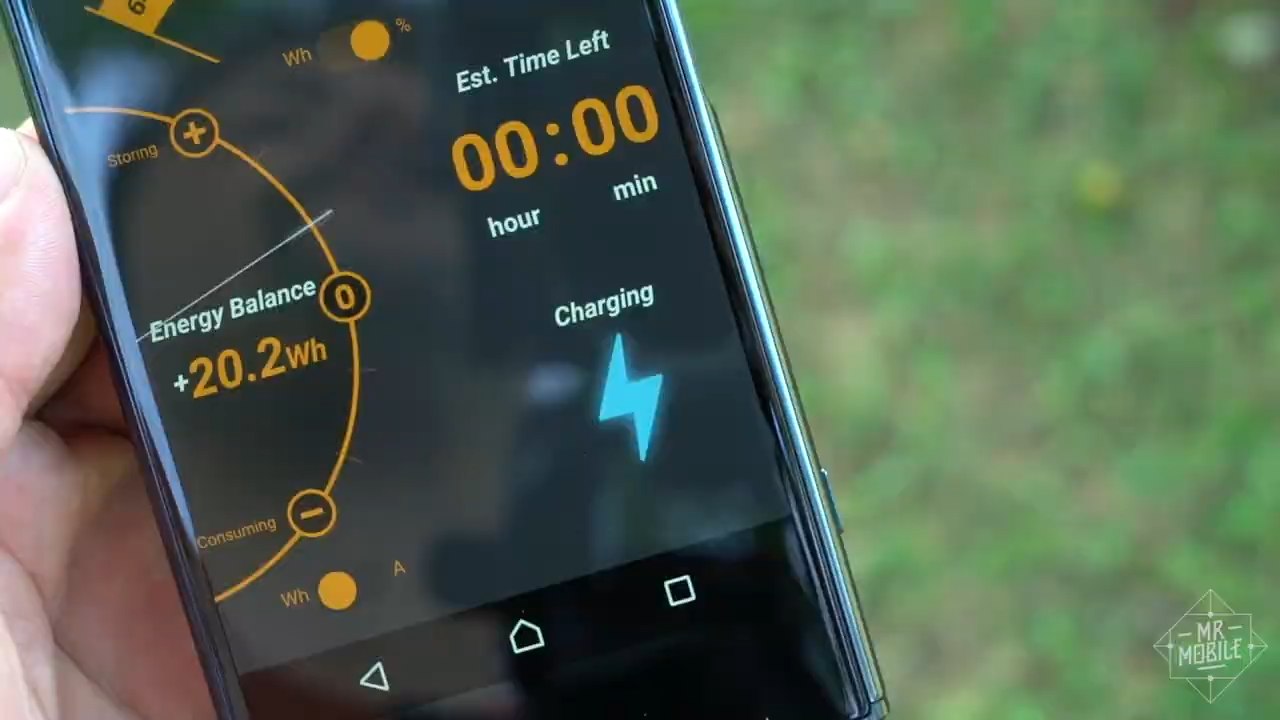 Wh
%
Est. Time Left
00:00
hour
min
+
Storing
Energy Balance
0
+20.2Wh
Charging
−
Consuming
Wh
A
MR
MOBILE